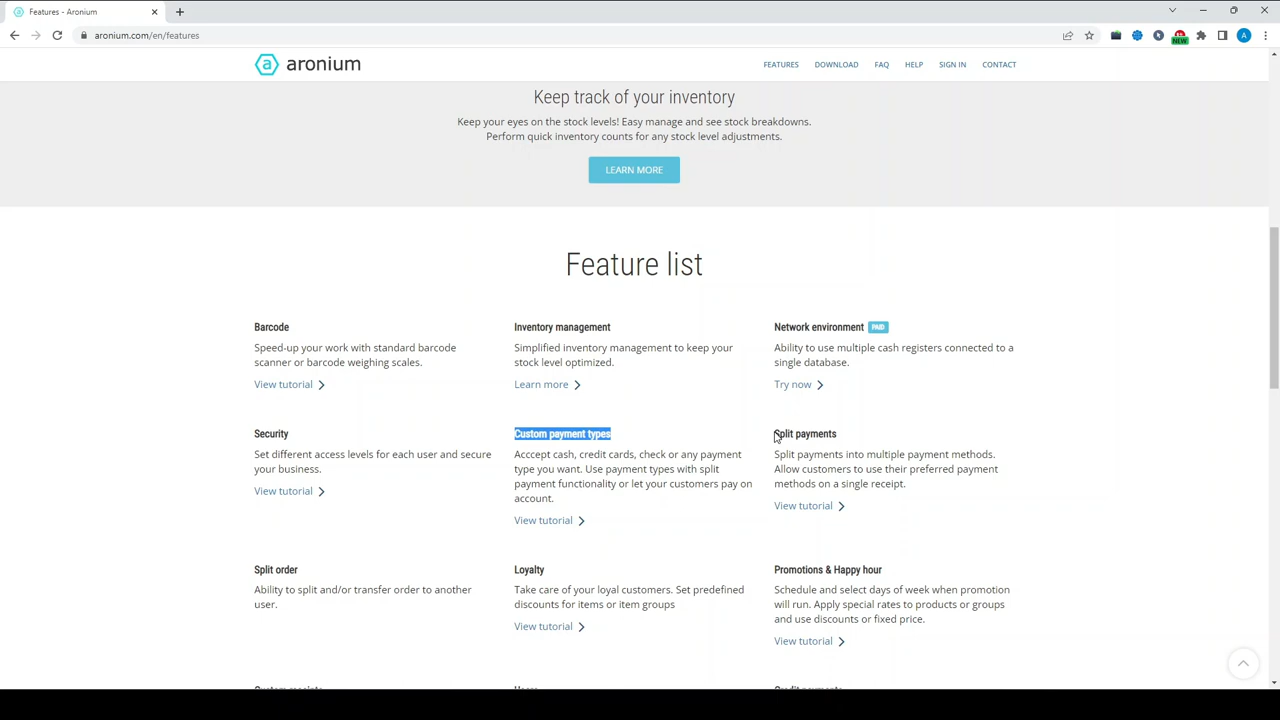 Features - Aronium
aronium.com/en/features
NEW
A
a aronium
FEATURES DOWNLOAD FAQ HELP SIGN IN CONTACT
Keep track of your inventory
Keep your eyes on the stock levels! Easy manage and see stock breakdowns.
Perform quick inventory counts for any stock level adjustments.
LEARN MORE
Feature list
Barcode
Speed-up your work with standard barcode
scanner or barcode weighing scales.
View tutorial
Inventory management
Simplified inventory management to keep your
stock level optimized.
Learn more
Network environment PAID
Ability to use multiple cash registers connected to a
single database.
Try now
Security
Set different access levels for each user and secure
your business.
View tutorial
Custom payment types
Acccept cash, credit cards, check or any payment
type you want. Use payment types with split
payment functionality or let your customers pay on
account.
View tutorial
Split payments
Split payments into multiple payment methods.
Allow customers to use their preferred payment
methods on a single receipt.
View tutorial
Split order
Ability to split and/or transfer order to another
user.
Loyalty
Take care of your loyal customers. Set predefined
discounts for items or item groups
View tutorial
Promotions & Happy hour
Schedule and select days of week when promotion
will run. Apply special rates to products or groups
and use discounts or fixed price.
View tutorial